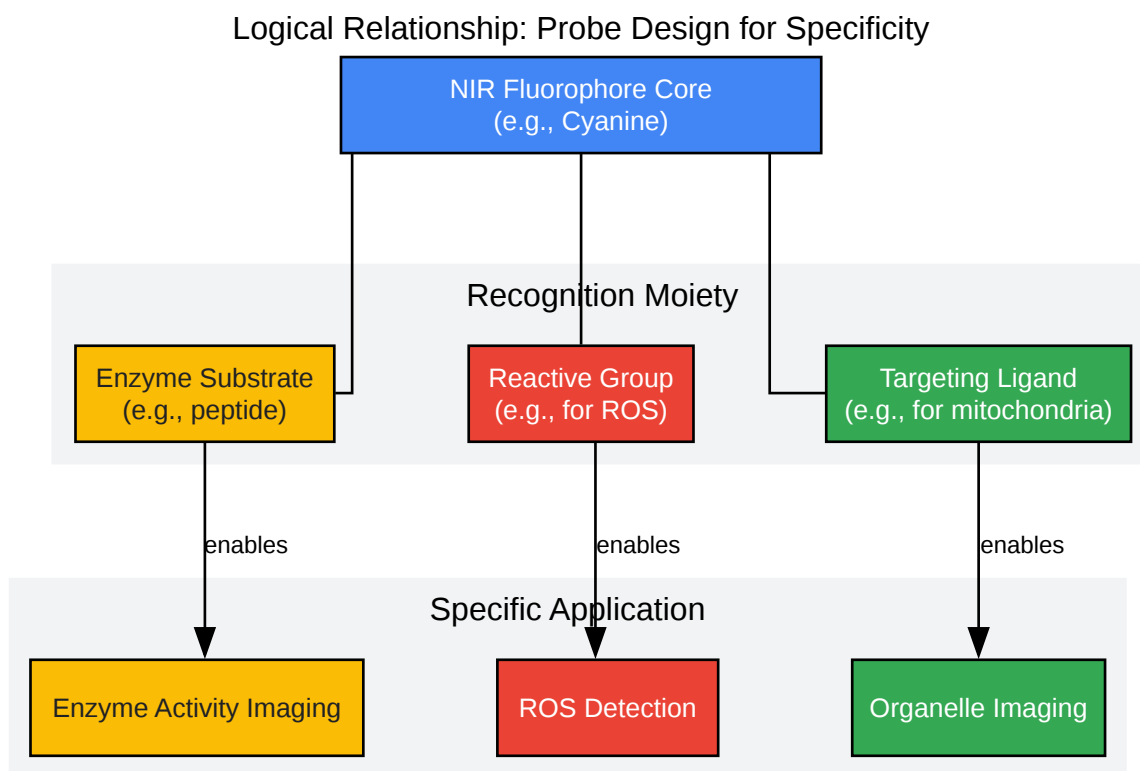 Logical Relationship: Probe Design for Specificity
NIR Fluorophore Core
(e.g., Cyanine)
Recognition Moiety
Enzyme Substrate
(e.g., peptide)
Reactive Group
(e.g., for ROS)
Targeting Ligand
(e.g., for mitochondria)
enables
enables
enables
Specific Application
Enzyme Activity Imaging
ROS Detection
Organelle Imaging